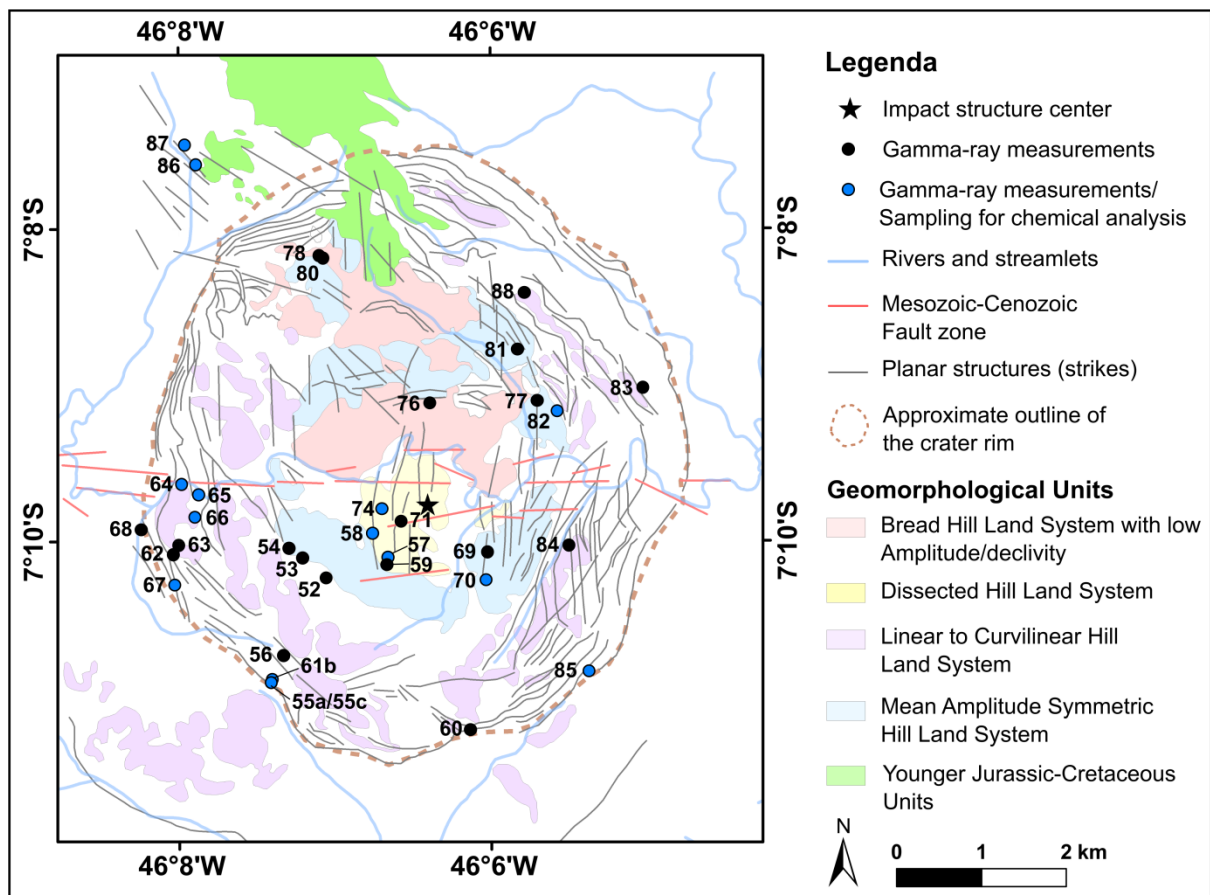 46°8'W 46°6'W
87
86
7°8'S
7°8'S
78
80
88
81
83
76
77
82
64
65
74
71
66
58
68
57
54
69
84
63
62
53
59
7°10'S
7°10'S
52
70
67
56
61b
85
55a/55c
60
46°8'W 46°6'W
Legenda
Impact structure center
Gamma-ray measurements
Gamma-ray measurements/
Sampling for chemical analysis
Rivers and streamlets
Mesozoic-Cenozoic
Fault zone
Planar structures (strikes)
Approximate outline of
the crater rim
Geomorphological Units
Bread Hill Land System with low
Amplitude/declivity
Dissected Hill Land System
Linear to Curvilinear Hill
Land System
Mean Amplitude Symmetric
Hill Land System
Younger Jurassic-Cretaceous
Units
N
0 1 2 km